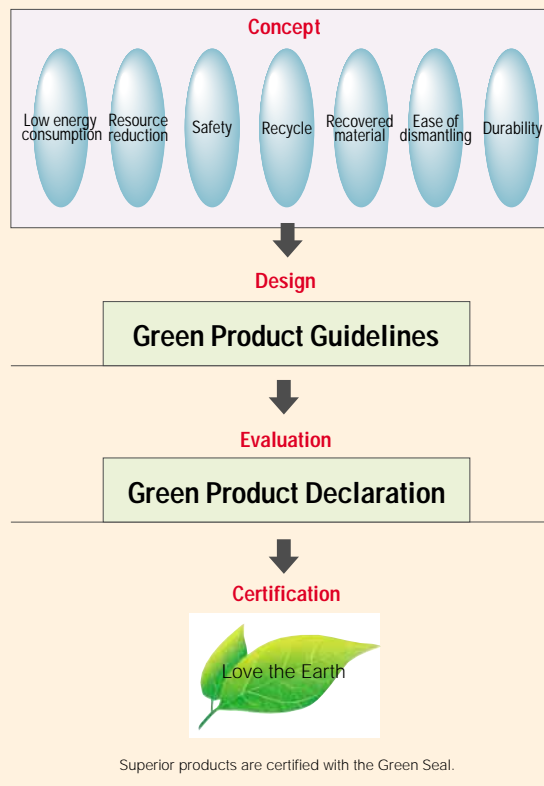 Concept
Low energy
consumption
Resource
reduction
Safety
Recycle
Recovered
material
Ease of
dismantling
Durability
Design
Green Product Guidelines
Evaluation
Green Product Declaration
Certification
Love the Earth
Superior products are certified with the Green Seal.